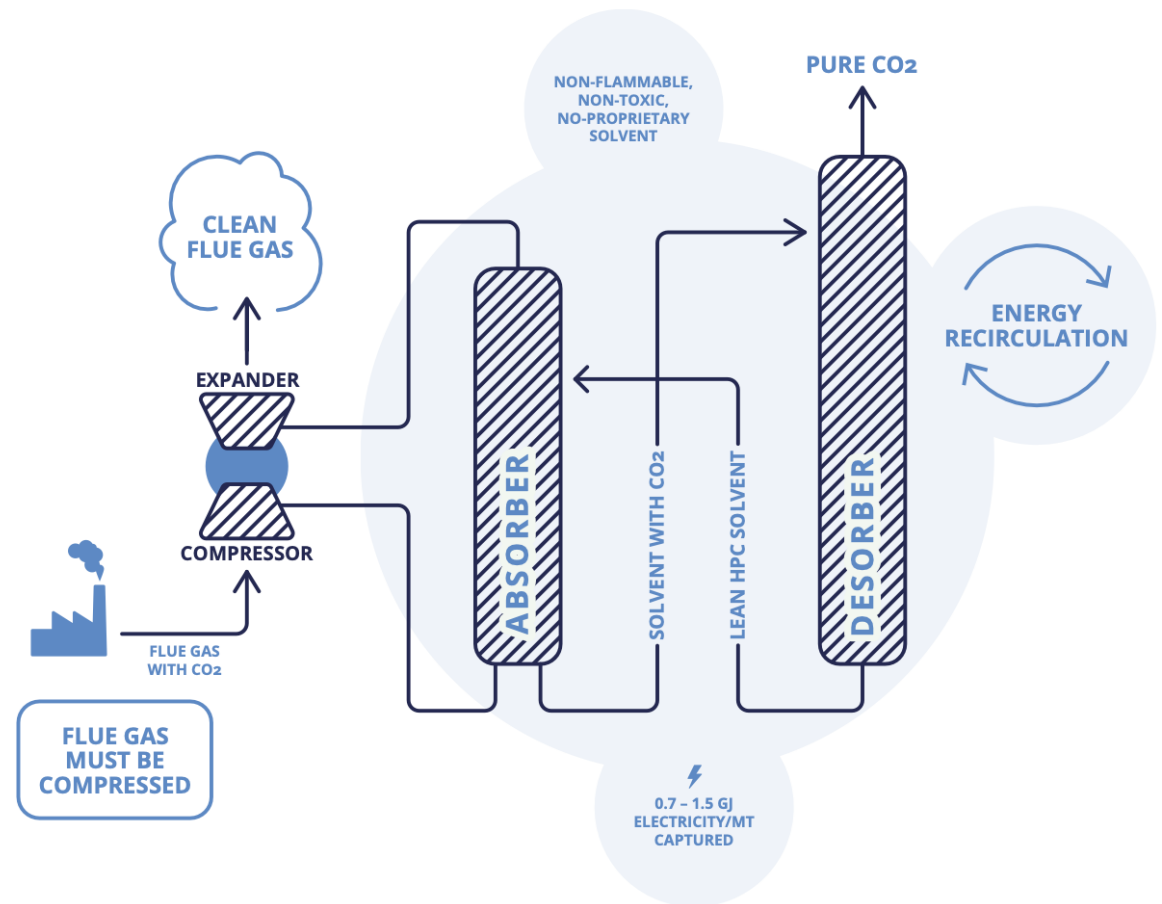 NON-FLAMMABLE,
NON-TOXIC,
NO-PROPRIETARY
SOLVENT
PURE CO2
CLEAN
FLUE GAS
ENERGY
RECIRCULATION
EXPANDER
COMPRESSOR
ABSORBER
SOLVENT WITH CO2
LEAN HPC SOLVENT
DESORBER
FLUE GAS
WITH CO2
FLUE GAS
MUST BE
COMPRESSED
0.7 – 1.5 GJ
ELECTRICITY/MT
CAPTURED